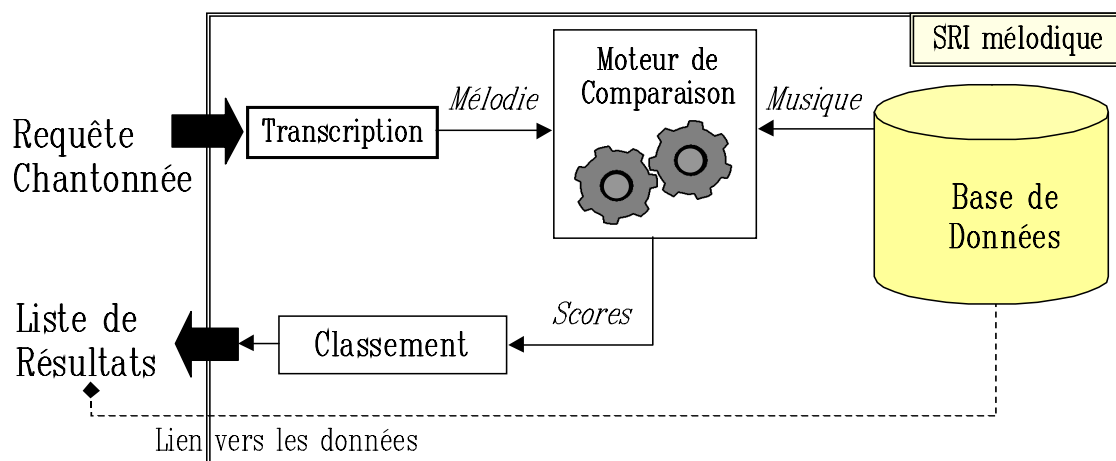 SRI mélodique
Moteur de
Comparaison
Mélodie
Musique
Requête
Chantonnée
Transcription
Base de
Données
Scores
Liste de
Résultats
Classement
Lien vers les données